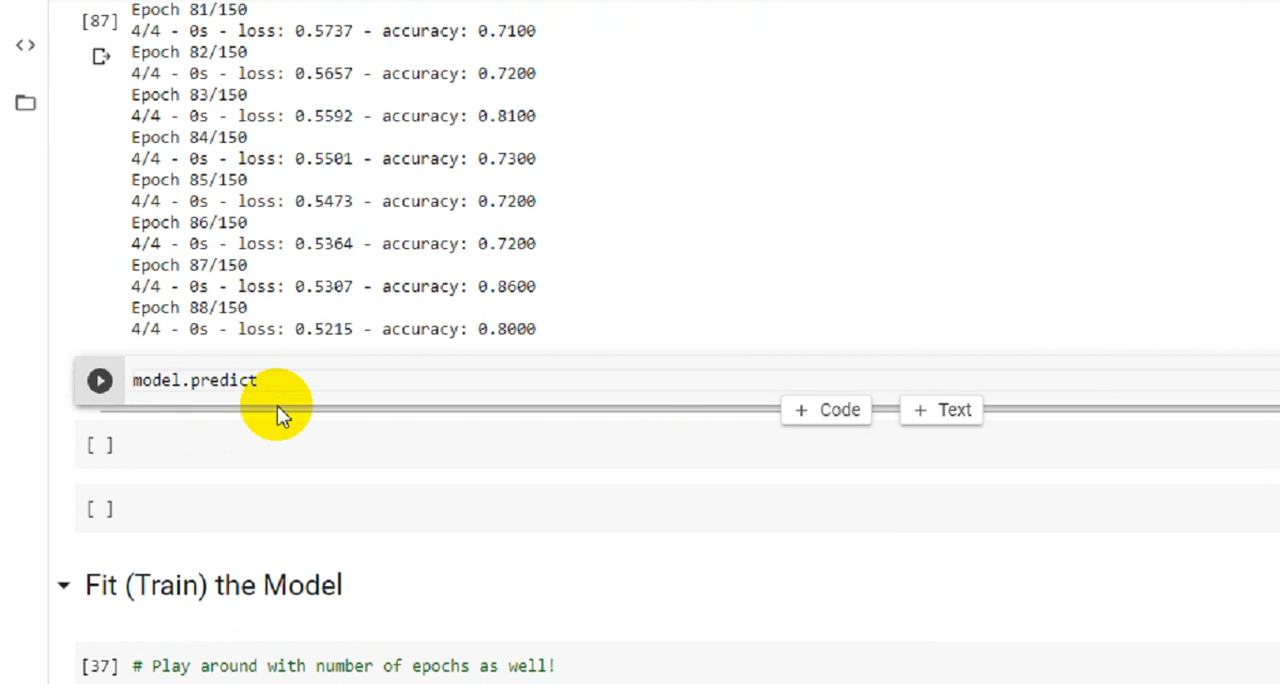 Epoch 81/150
[87]
4/4 - 0s - loss: 0.5737 - accuracy: 0.7100
Epoch 82/150
4/4 - 0s - loss: 0.5657 - accuracy: 0.7200
Epoch 83/150
4/4 - 0s - loss: 0.5592 - accuracy: 0.8100
Epoch 84/150
4/4 - 0s - loss: 0.5501 - accuracy: 0.7300
Epoch 85/150
4/4 - 0s - loss: 0.5473 - accuracy: 0.7200
Epoch 86/150
4/4 - 0s - loss: 0.5364 - accuracy: 0.7200
Epoch 87/150
4/4 - 0s - loss: 0.5307 - accuracy: 0.8600
Epoch 88/150
4/4 - 0s - loss: 0.5215 - accuracy: 0.8000
model.predict
+ Code + Text
[ ]
[ ]
Fit (Train) the Model
[37] # Play around with number of epochs as well!